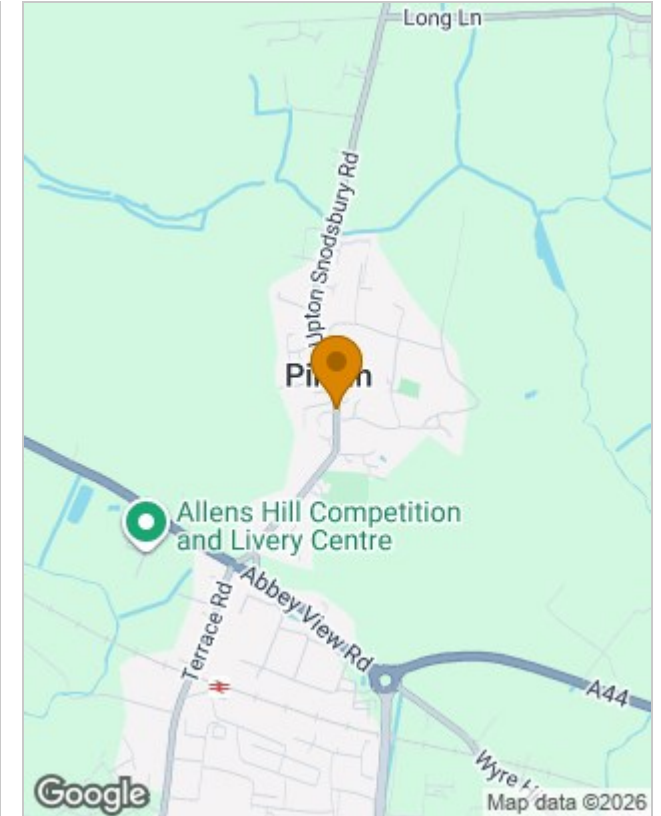 Long Ln
Upton Snodsbury Rd
Allens Hill Competition
and Livery Centre
Abbey View Rd
Terrace Rd
A44
Wyre
Google
Map data ©2026